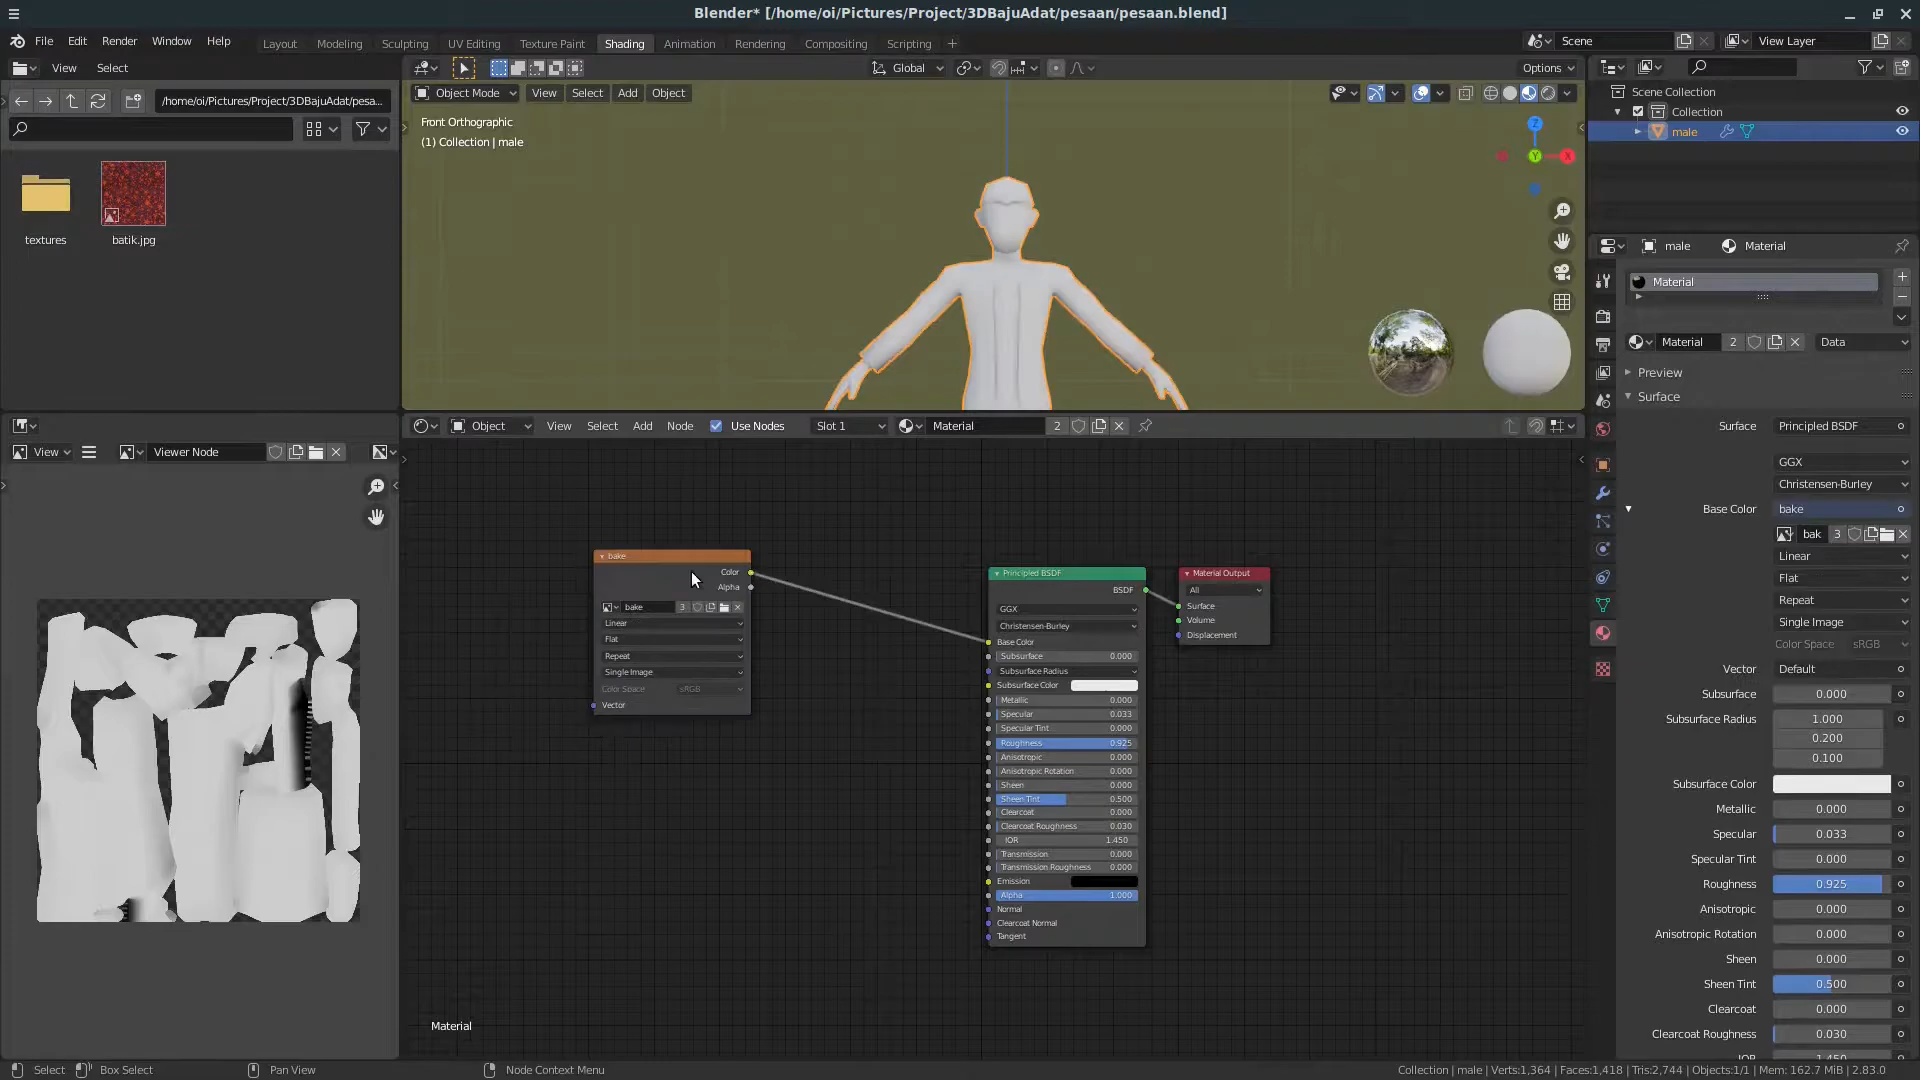 Blender* [/home/oi/Pictures/Project/3DBajuAdat/pesaan/pesaan.blend]
File Edit Render Window Help
Layout Modeling Sculpting UV Editing Texture Paint Shading Animation Rendering Compositing Scripting +
Scene
View Layer
View Select
Global
Options
Scene Collection
Collection
male
/home/oi/Pictures/Project/3DBajuAdat/pesa...
Object Mode View Select Add Object
Front Orthographic
(1) Collection | male
Z
Y
X
textures
batik.jpg
View
Viewer Node
Object View Select Add Node Use Nodes Slot 1 Material 2
bake
Color
Alpha
bake 3
Linear
Flat
Repeat
Single Image
Color Space sRGB
Vector
Principled BSDF
BSDF
GGX
Christensen-Burley
Base Color
Subsurface 0.000
Subsurface Radius
Subsurface Color
Metallic 0.000
Specular 0.033
Specular Tint 0.000
Roughness 0.925
Anisotropic 0.000
Anisotropic Rotation 0.000
Sheen 0.000
Sheen Tint 0.500
Clearcoat 0.000
Clearcoat Roughness 0.030
IOR 1.450
Transmission 0.000
Transmission Roughness 0.000
Emission
Alpha 1.000
Normal
Clearcoat Normal
Tangent
Material Output
All
Surface
Volume
Displacement
Material
male Material
Material
Material 2 Data
Preview
Surface
Surface Principled BSDF
GGX
Christensen-Burley
Base Color bake
bak 3
Linear
Flat
Repeat
Single Image
Color Space sRGB
Vector Default
Subsurface 0.000
Subsurface Radius 1.000
0.200
0.100
Subsurface Color
Metallic 0.000
Specular 0.033
Specular Tint 0.000
Roughness 0.925
Anisotropic 0.000
Anisotropic Rotation 0.000
Sheen 0.000
Sheen Tint 0.500
Clearcoat 0.000
Clearcoat Roughness 0.030
IOR 1.450
Select Box Select Pan View Node Context Menu
Collection | male | Verts:1,364 | Faces:1,418 | Tris:2,744 | Objects:1/1 | Mem: 162.7 MiB | 2.83.0